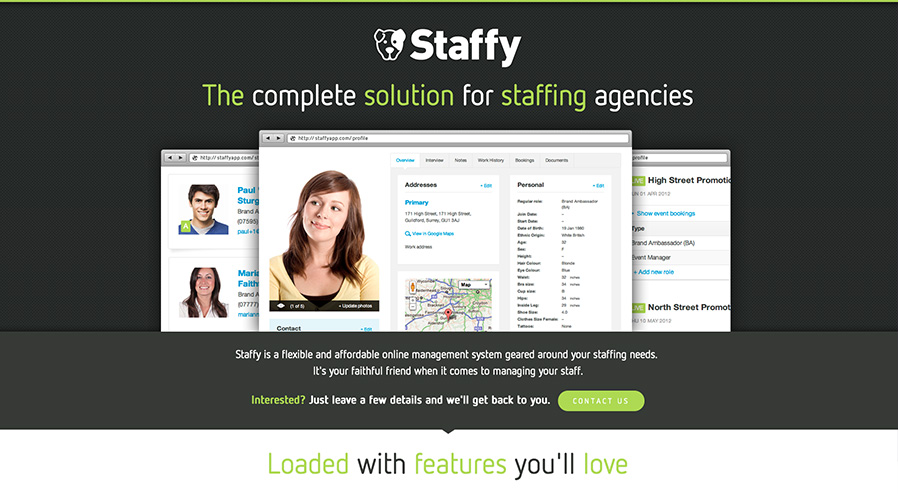 Staffy
The complete solution for staffing agencies
http://staffyapp.com/profile
http://staffyapp.com/s
profile
Paul
Sturg
Brand A
(07595)
paul+16
A
Maria
Faith
Brand A
(07777)
mariann
(1 of 5) + Update photos
Contact + Edit
Overview Interview Notes Work History Bookings Documents
Addresses + Edit
Primary
171 High Street, 171 High Street,
Guildford, Surrey, GU1 3AJ
View in Google Maps
Work address
Map
Personal + Edit
Regular role: Brand Ambassador
(BA)
Join Date: –
Start Date: –
Date of Birth: 18 Jan 1980
Ethnic Origin: White British
Age: 32
Sex: F
Height: –
Hair Colour: Blonde
Eye Colour: Blue
Waist: 32 inches
Bra size: 34 inches
Cup size: B
Hips: 34 inches
Inside Leg: 29 inches
Shoe Size: 4.0
Clothes Size Female: –
Tattoos: None
LIVE High Street Promotio
SUN 01 APR 2012
Show event bookings
Type
Brand Ambassador (BA)
Event Manager
+ Add new role
LIVE North Street Promot
THU 10 MAY 2012
Staffy is a flexible and affordable online management system geared around your staffing needs.
It's your faithful friend when it comes to managing your staff.
Interested? Just leave a few details and we'll get back to you. CONTACT US
Loaded with features you'll love